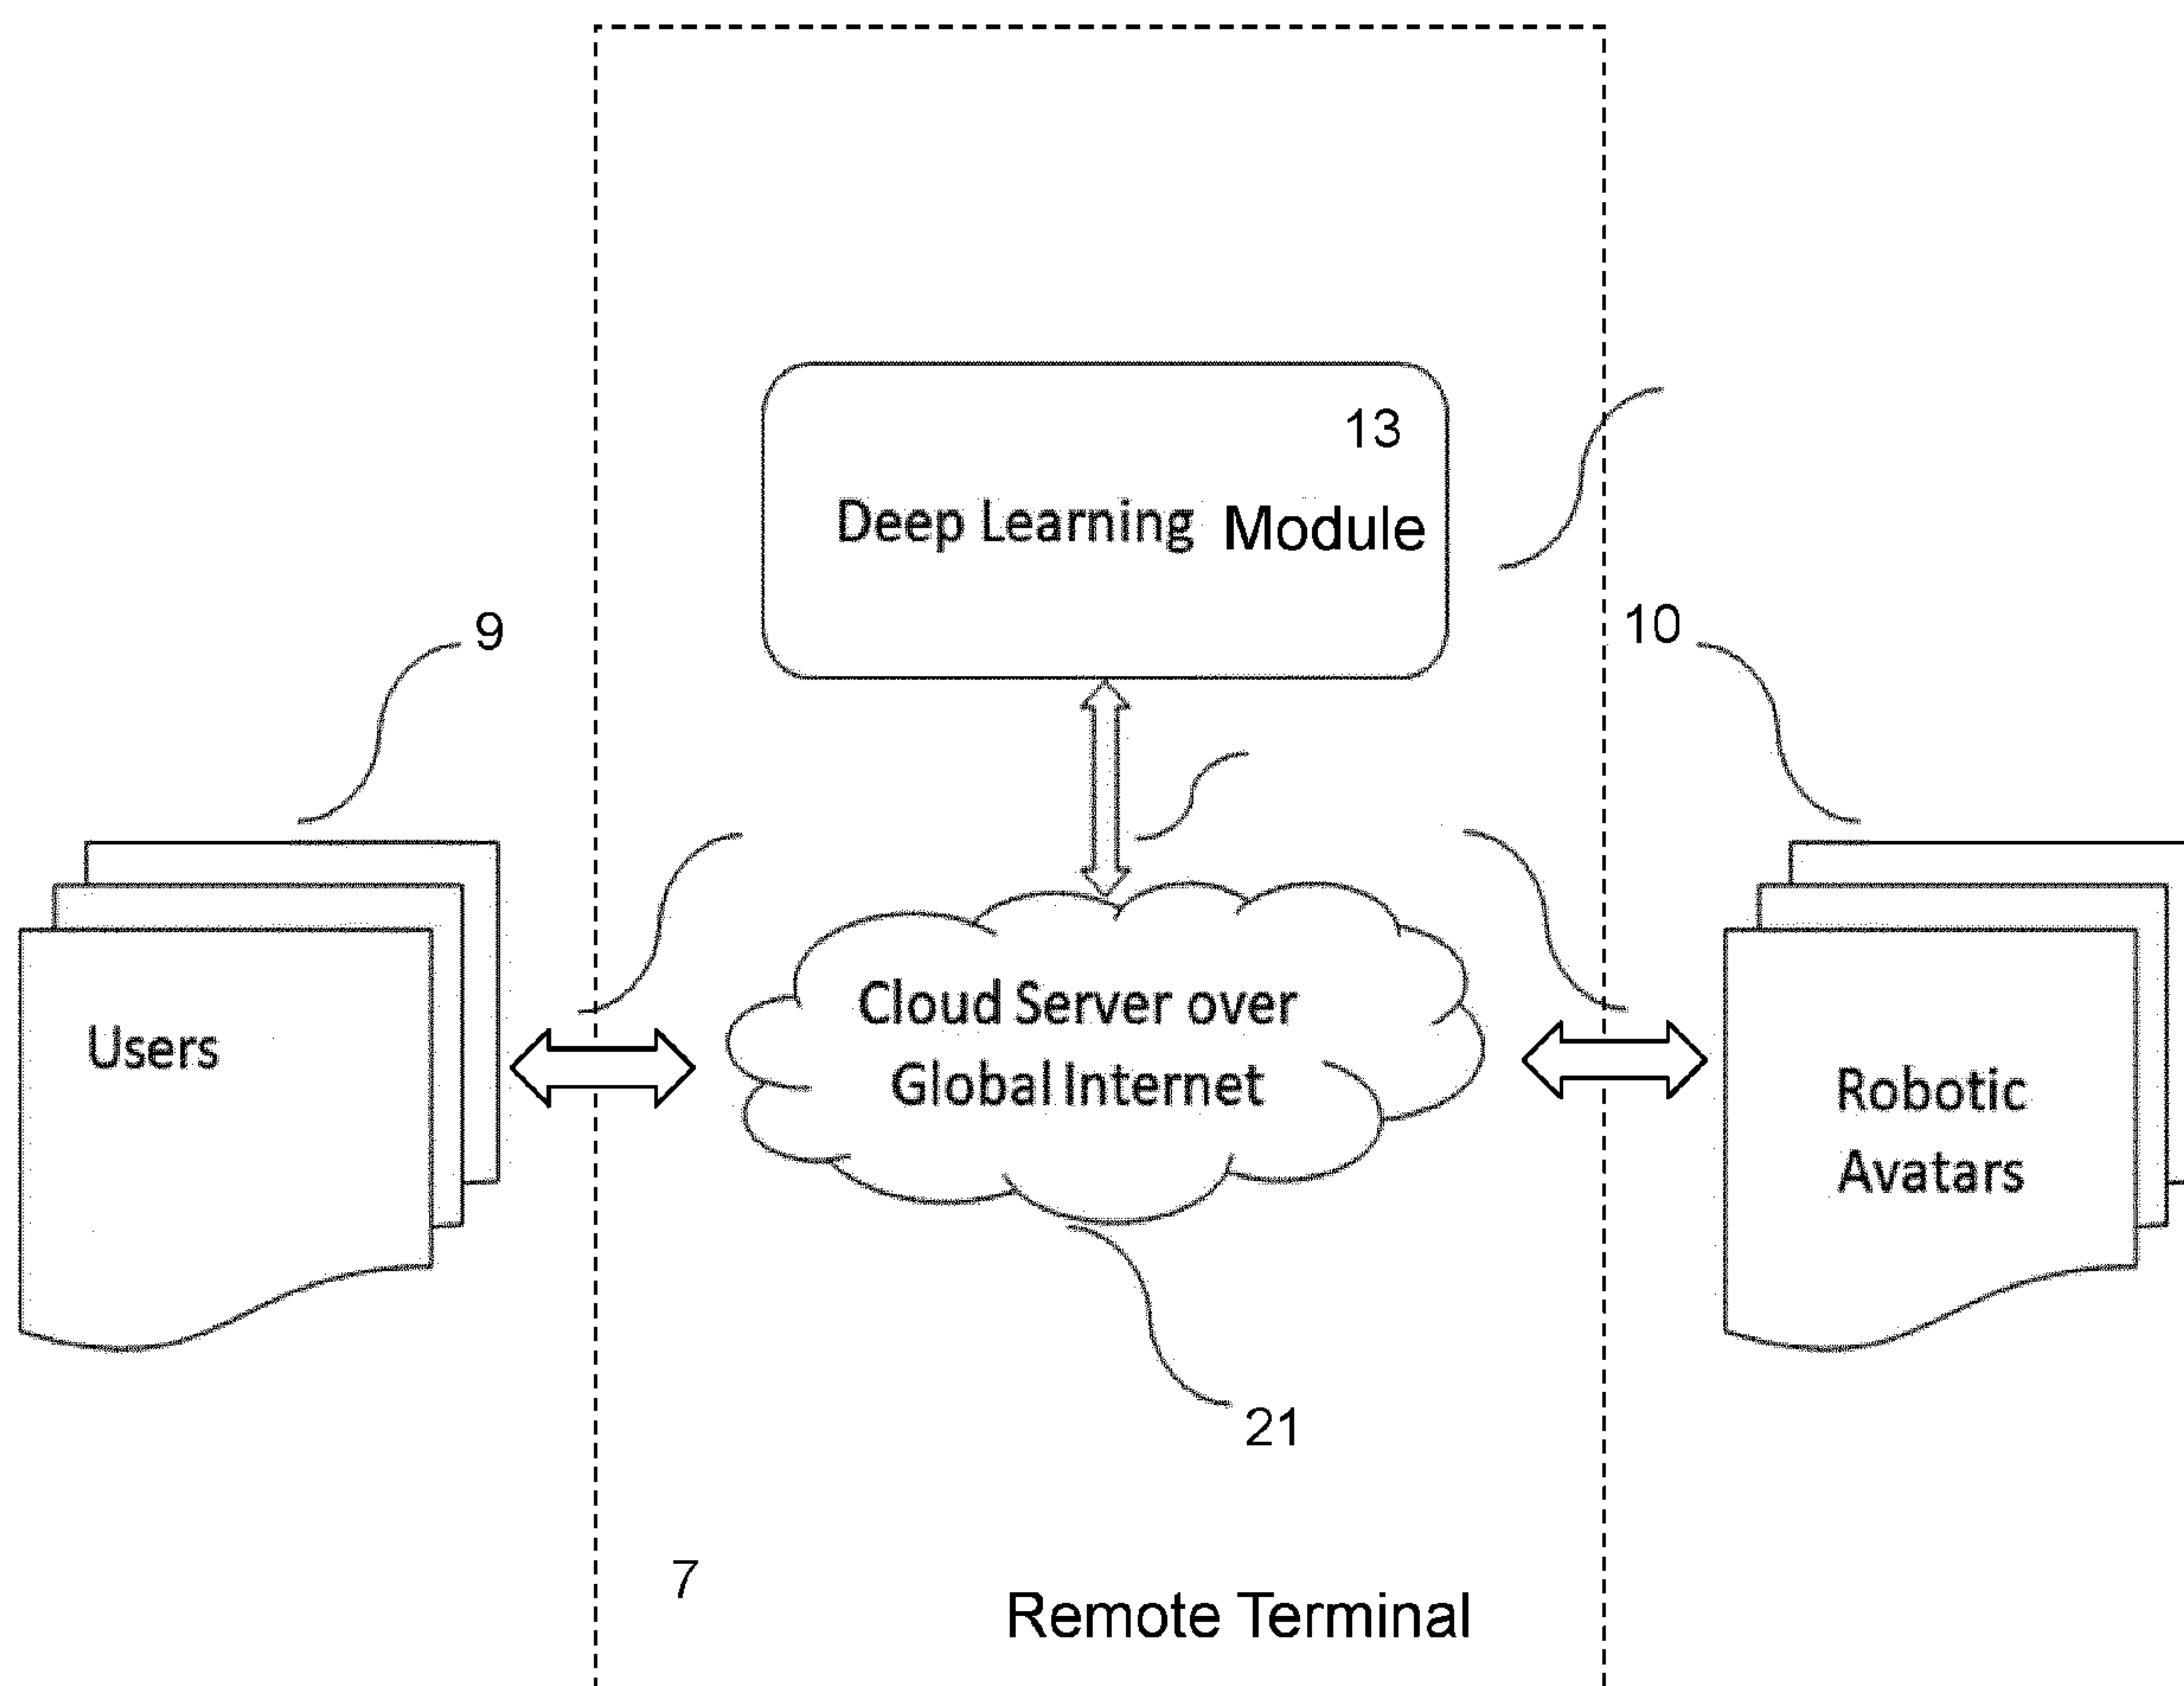 13
Deep Learning Module
9
10
Cloud Server over
Global Internet
Users
Robotic
Avatars
21
7
Remote Terminal